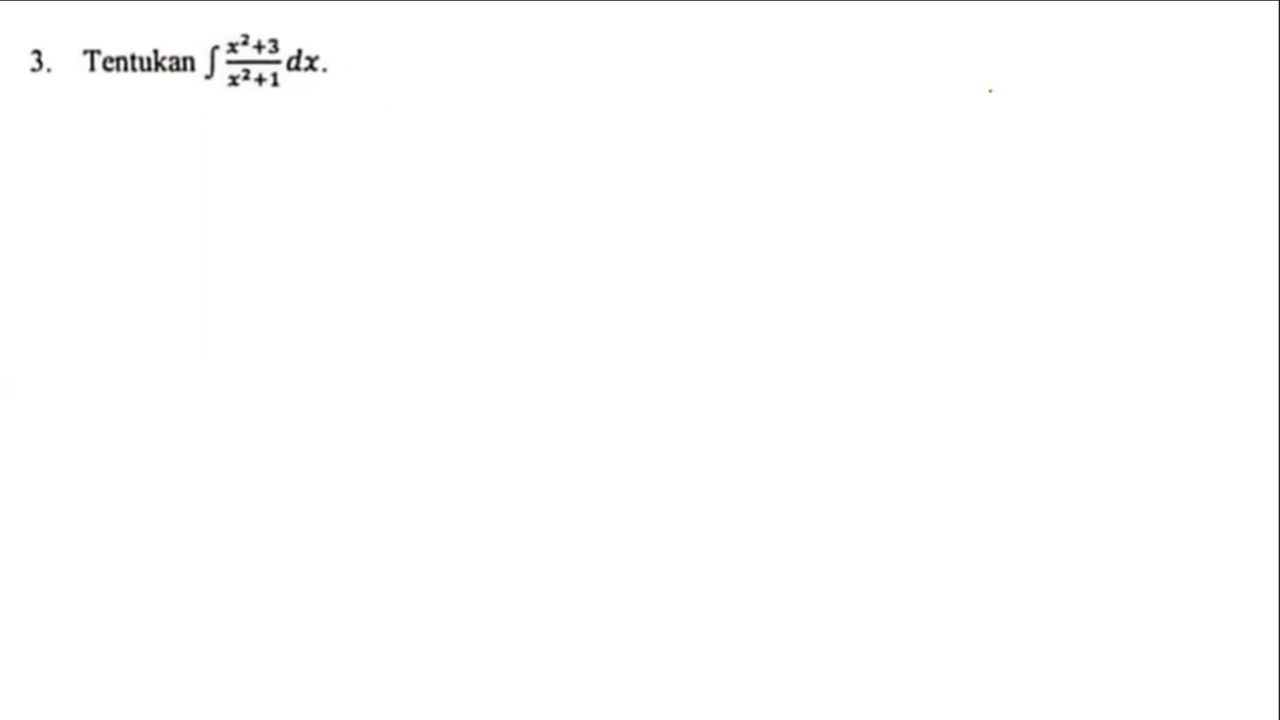 3. Tentukan ∫ (x²+3)/(x²+1) dx.